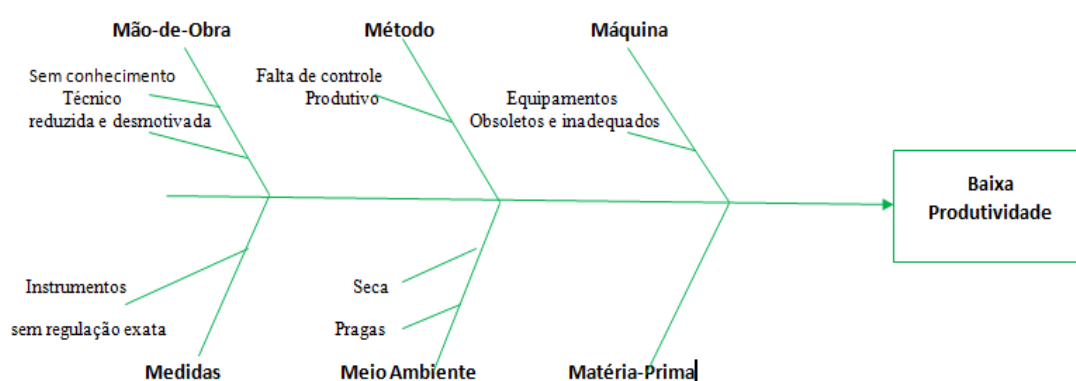 Mão-de-Obra
Método
Máquina
Sem conhecimento
Técnico
reduzida e desmotivada
Falta de controle
Produtivo
Equipamentos
Obsoletos e inadequados
Baixa
Produtividade
Instrumentos
sem regulação exata
Seca
Pragas
Medidas
Meio Ambiente
Matéria-Prima